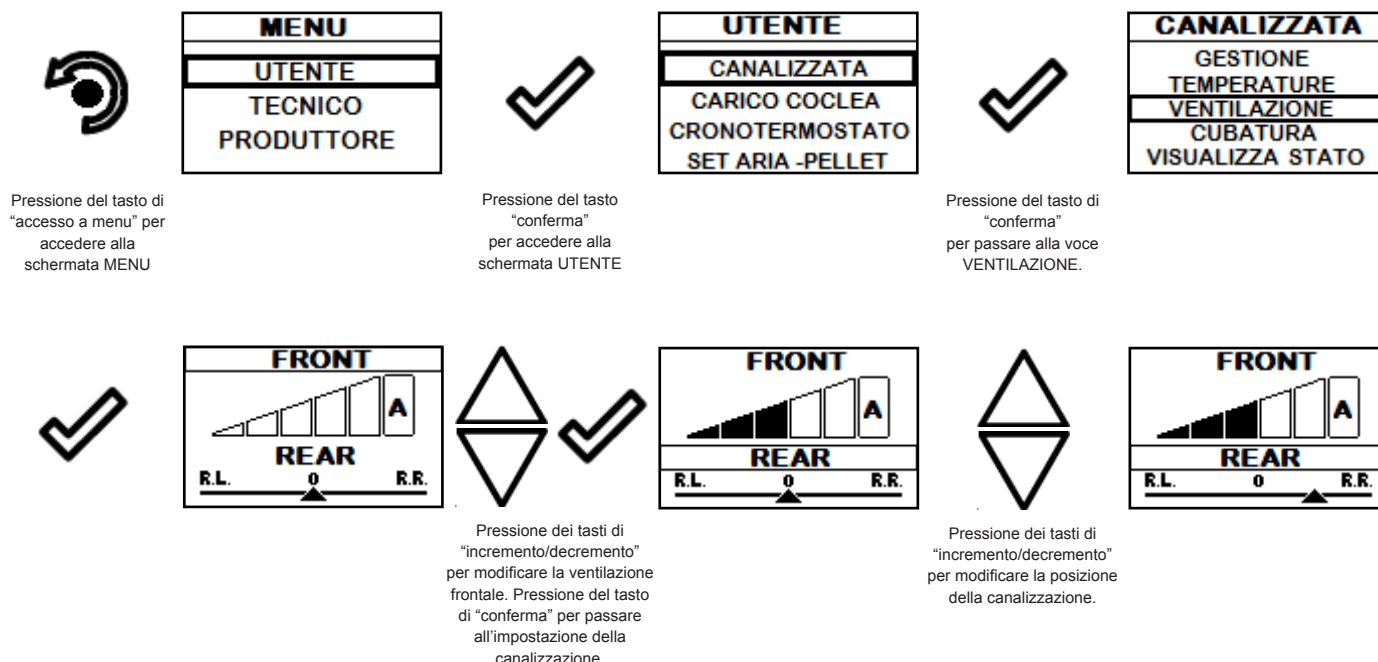 MENU
UTENTE
TECNICO
PRODUTTORE
UTENTE
CANALIZZATA
CARICO COCLEA
CRONOTERMOSTATO
SET ARIA -PELLET
CANALIZZATA
GESTIONE
TEMPERATURE
VENTILAZIONE
CUBATURA
VISUALIZZA STATO
Pressione del tasto di
“accesso a menu” per
accedere alla
schermata MENU
Pressione del tasto
“conferma”
per accedere alla
schermata UTENTE
Pressione del tasto di
“conferma”
per passare alla voce
VENTILAZIONE.
FRONT
A
REAR
R.L. 0 R.R.
FRONT
A
REAR
R.L. 0 R.R.
FRONT
A
REAR
R.L. 0 R.R.
Pressione dei tasti di
“incremento/decremento”
per modificare la ventilazione
frontale. Pressione del tasto
di “conferma” per passare
all’impostazione della
canalizzazione
Pressione dei tasti di
“incremento/decremento”
per modificare la posizione
della canalizzazione.